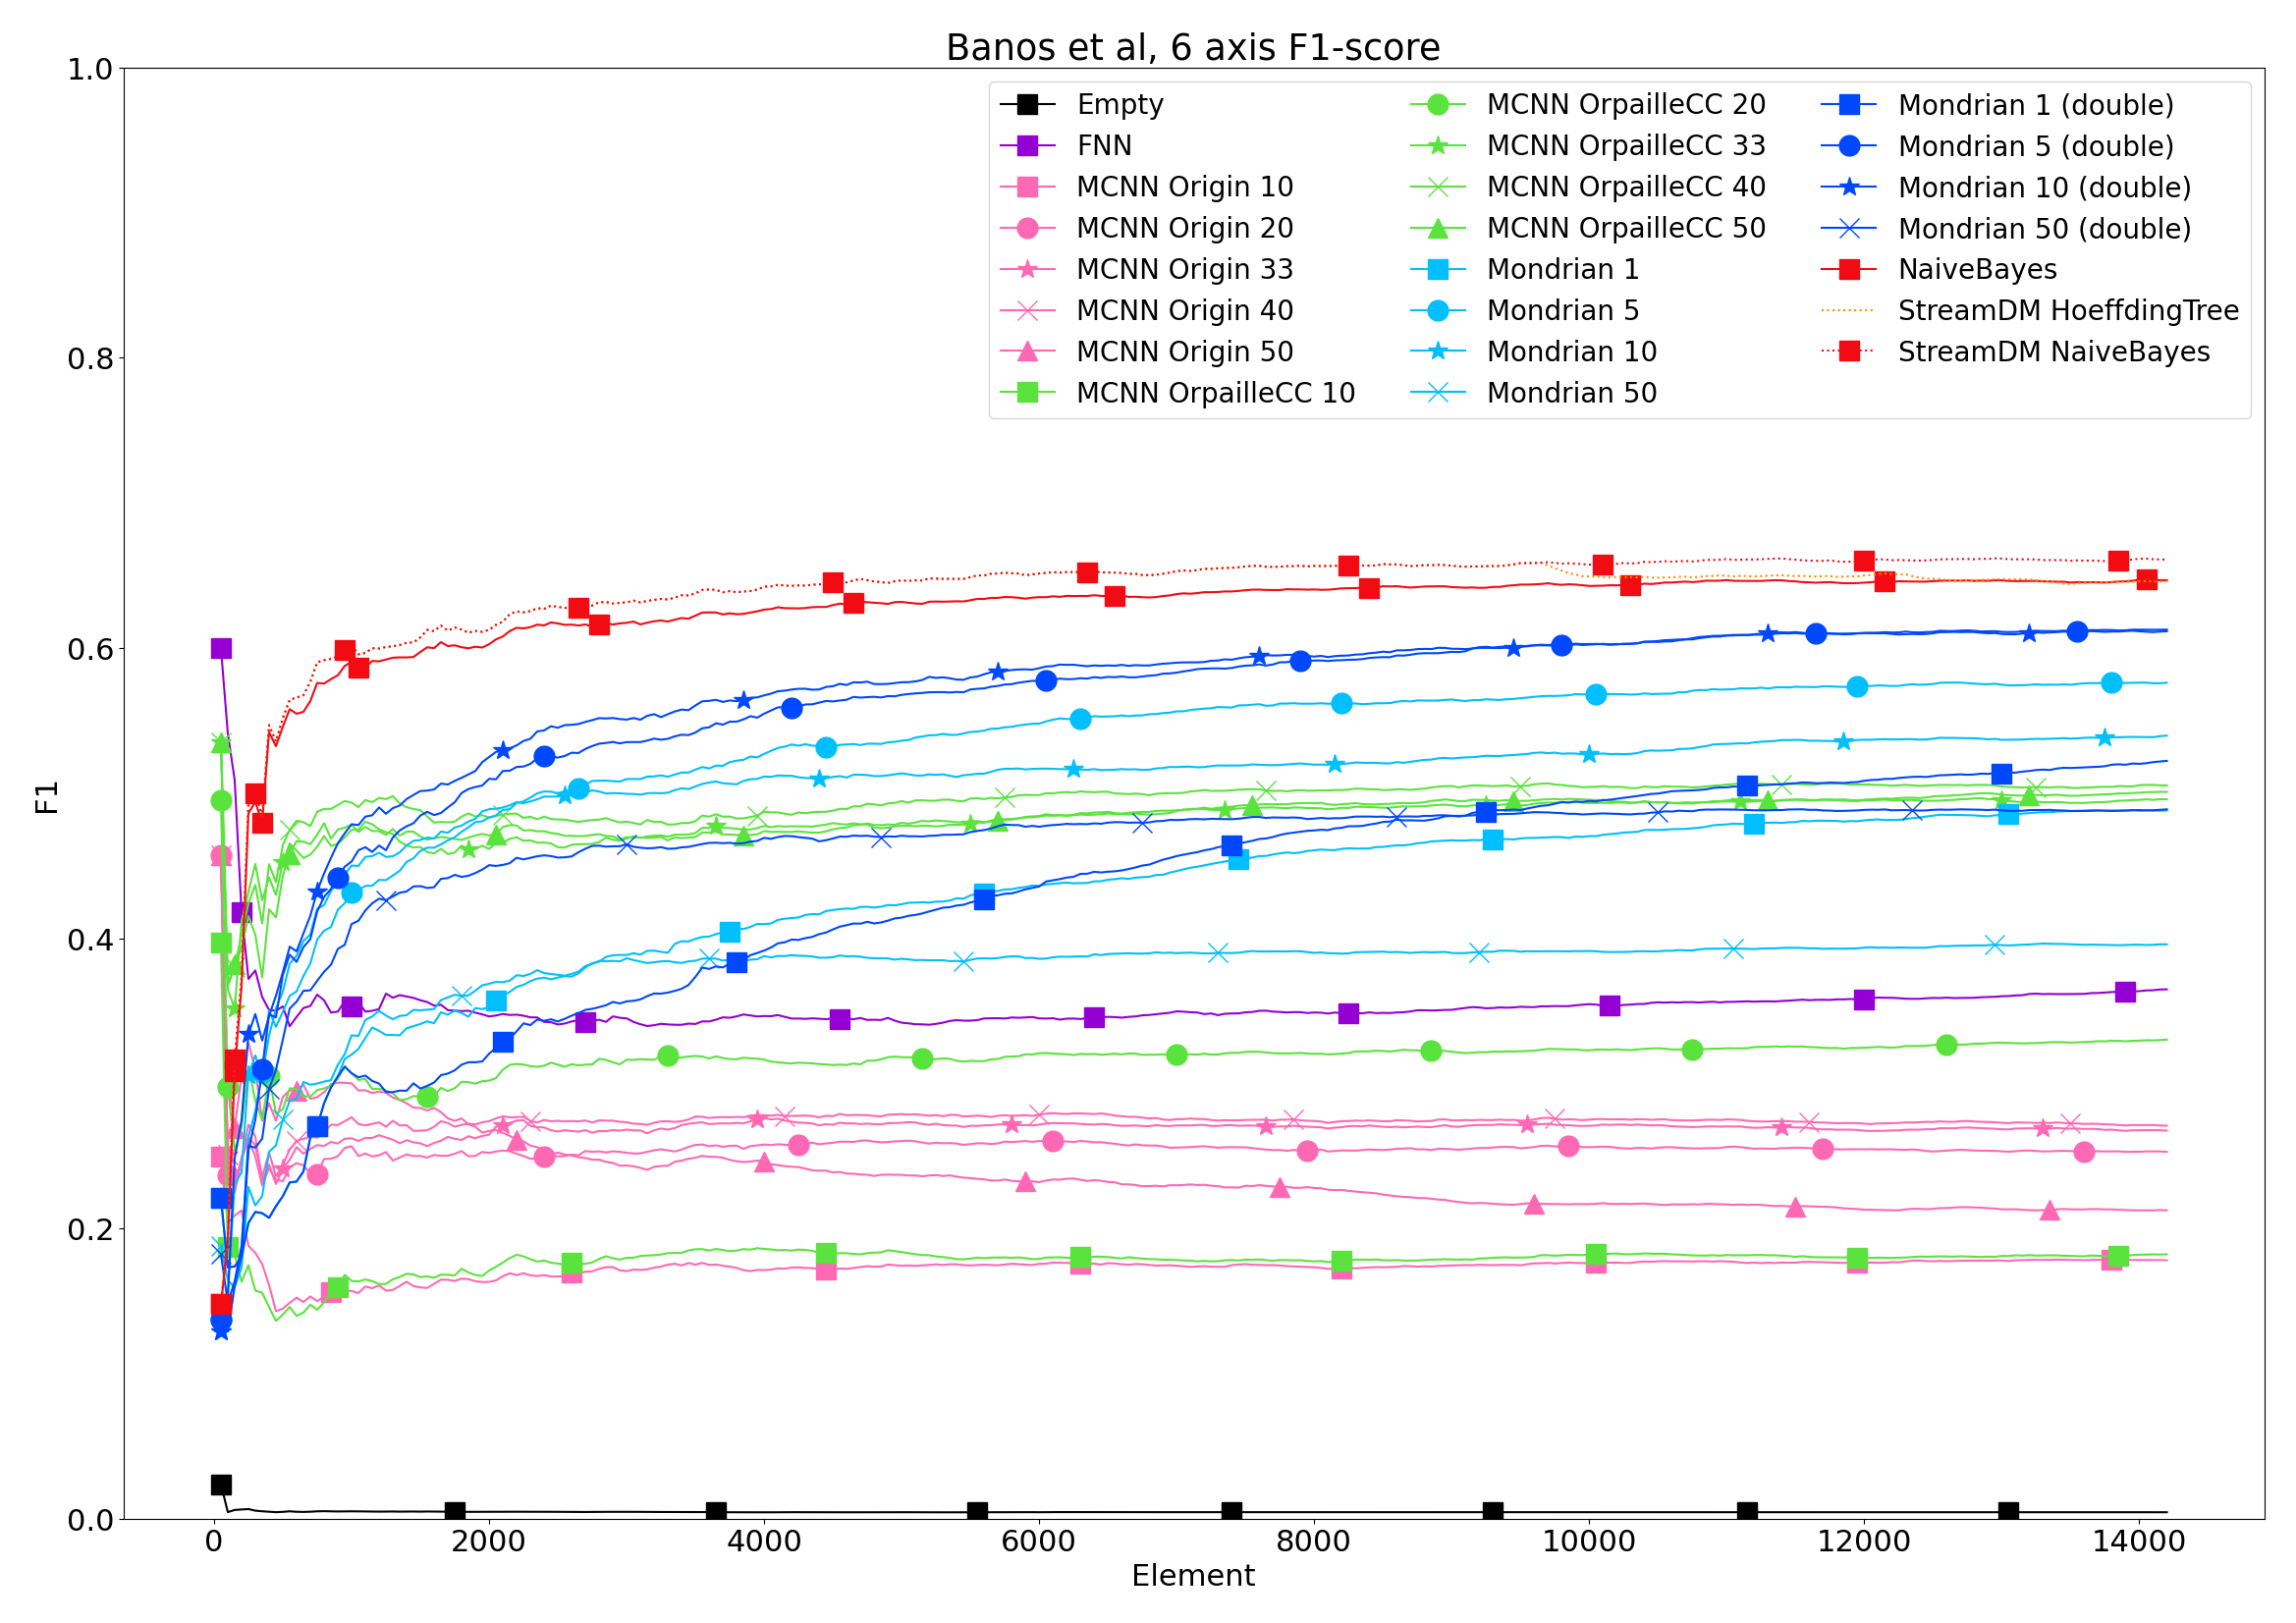 Banos et al, 6 axis F1-score
1.0
0.8
0.6
0.4
0.2
0.0
F1
Empty
FNN
MCNN Origin 10
MCNN Origin 20
MCNN Origin 33
MCNN Origin 40
MCNN Origin 50
MCNN OrpailleCC 10
MCNN OrpailleCC 20
MCNN OrpailleCC 33
MCNN OrpailleCC 40
MCNN OrpailleCC 50
Mondrian 1
Mondrian 5
Mondrian 10
Mondrian 50
Mondrian 1 (double)
Mondrian 5 (double)
Mondrian 10 (double)
Mondrian 50 (double)
NaiveBayes
StreamDM HoeffdingTree
StreamDM NaiveBayes
0 2000 4000 6000 8000 10000 12000 14000
Element